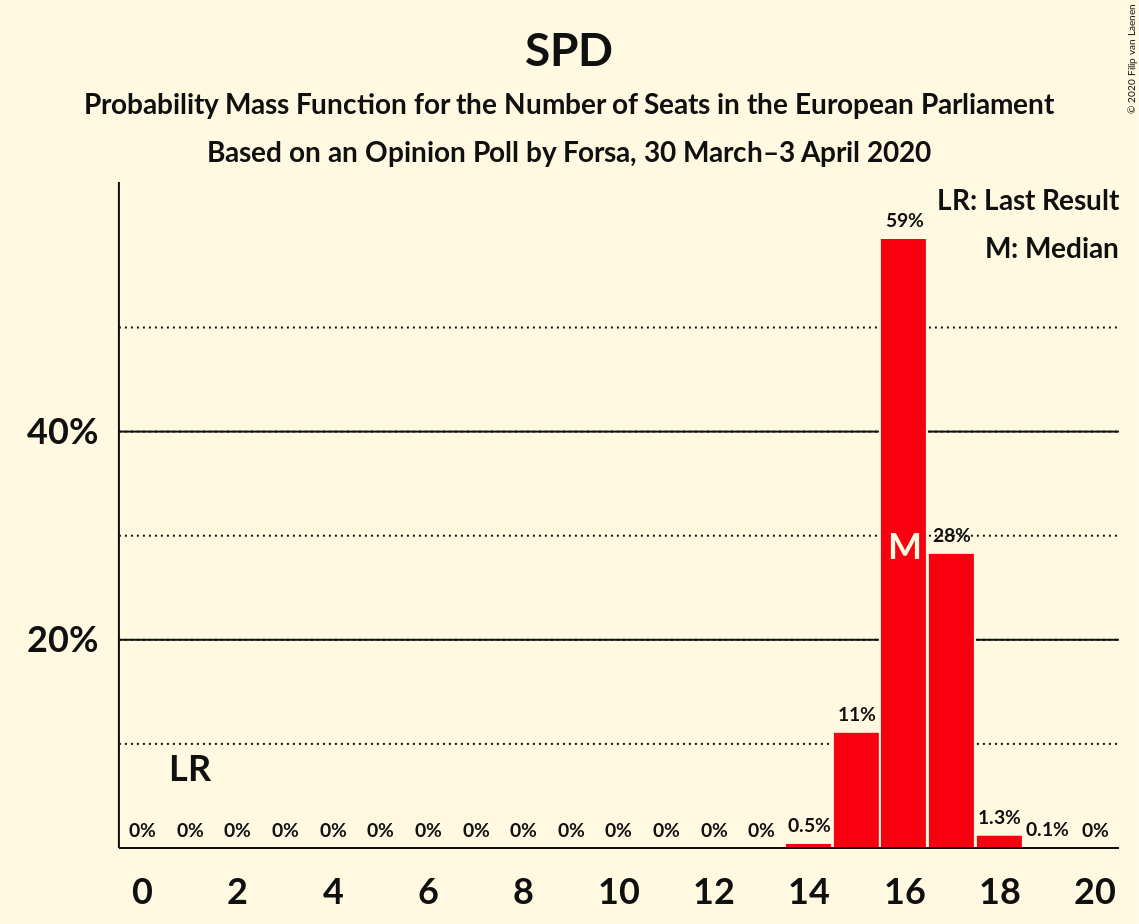 SPD
Probability Mass Function for the Number of Seats in the European Parliament
Based on an Opinion Poll by Forsa, 30 March–3 April 2020
© 2020 Filip van Laenen
LR: Last Result
M: Median
59%
40%
28%
M
20%
11%
LR
0% 0% 0% 0% 0% 0% 0% 0% 0% 0% 0% 0% 0% 0% 0.5% 1.3% 0.1% 0%
0 2 4 6 8 10 12 14 16 18 20